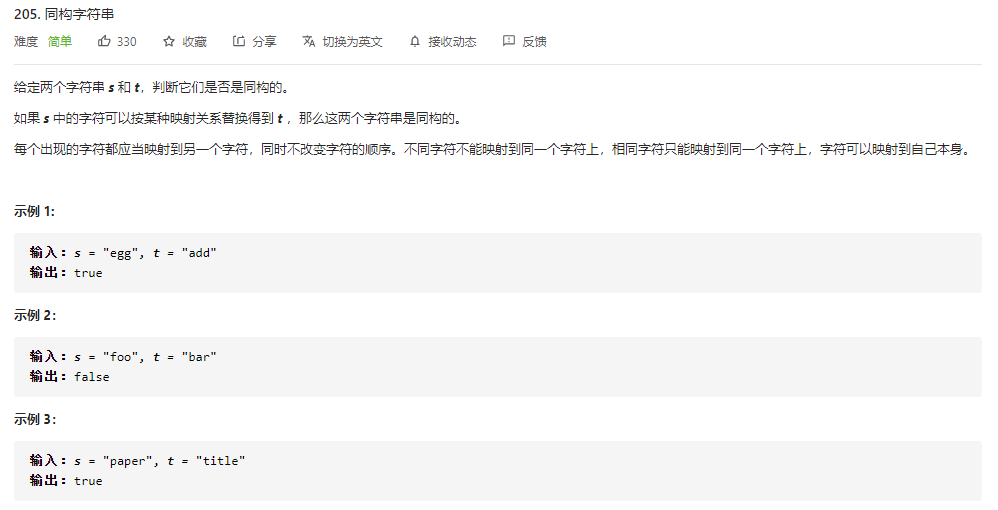 205. 同构字符串
难度 简单 330 收藏 分享 切换为英文 接收动态 反馈
给定两个字符串 s 和 t，判断它们是否是同构的。
如果 s 中的字符可以按某种映射关系替换得到 t ，那么这两个字符串是同构的。
每个出现的字符都应当映射到另一个字符，同时不改变字符的顺序。不同字符不能映射到同一个字符上，相同字符只能映射到同一个字符上，字符可以映射到自己本身。
示例 1:
输入：s = "egg", t = "add"
输出：true
示例 2：
输入：s = "foo", t = "bar"
输出：false
示例 3：
输入：s = "paper", t = "title"
输出：true